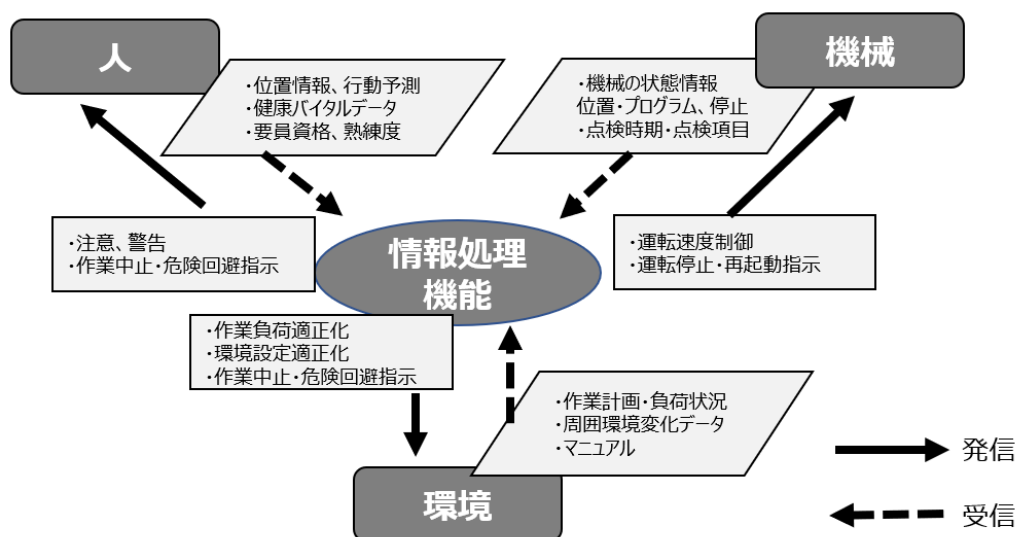 人
機械
・位置情報、行動予測
・健康バイタルデータ
・要員資格、熟練度
・機械の状態情報
位置・プログラム、停止
・点検時期・点検項目
・注意、警告
・作業中止・危険回避指示
情報処理
機能
・運転速度制御
・運転停止・再起動指示
・作業負荷適正化
・環境設定適正化
・作業中止・危険回避指示
・作業計画・負荷状況
・周囲環境変化データ
・マニュアル
環境
発信
受信